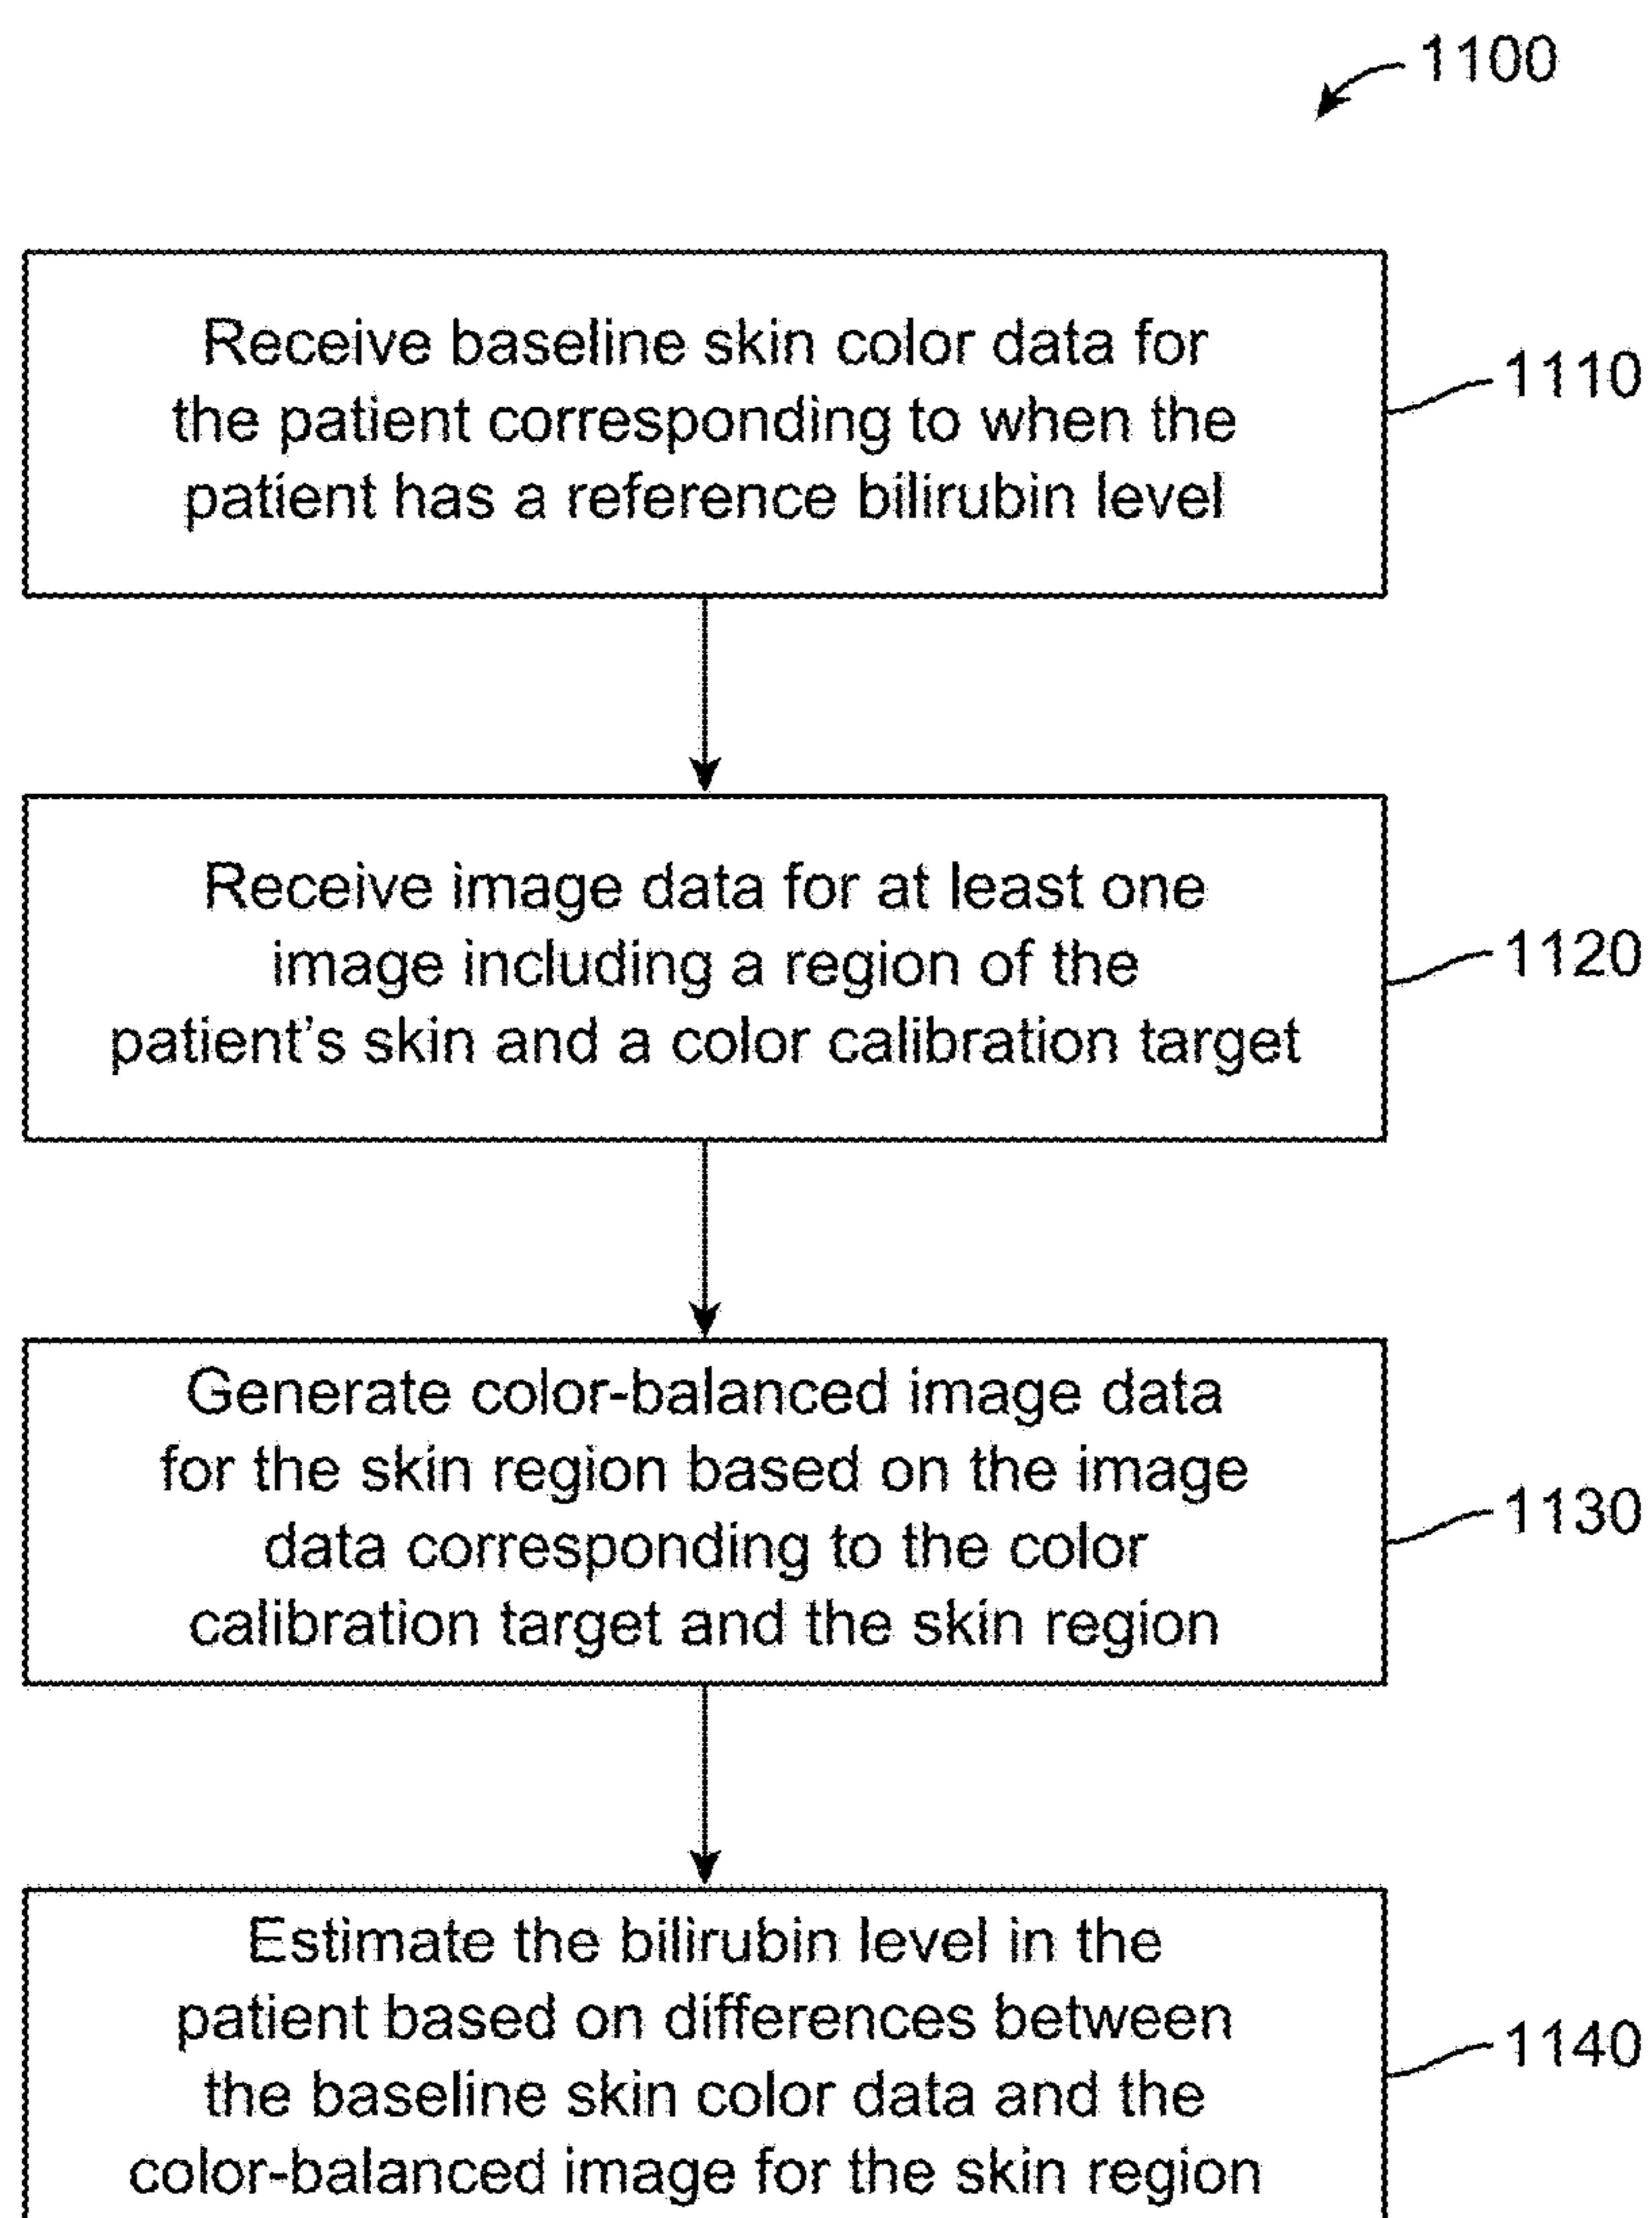 1100
Receive baseline skin color data for
the patient corresponding to when the
patient has a reference bilirubin level
1110
Receive image data for at least one
image including a region of the
patient's skin and a color calibration target
1120
Generate color-balanced image data
for the skin region based on the image
data corresponding to the color
calibration target and the skin region
1130
Estimate the bilirubin level in the
patient based on differences between
the baseline skin color data and the
color-balanced image for the skin region
1140